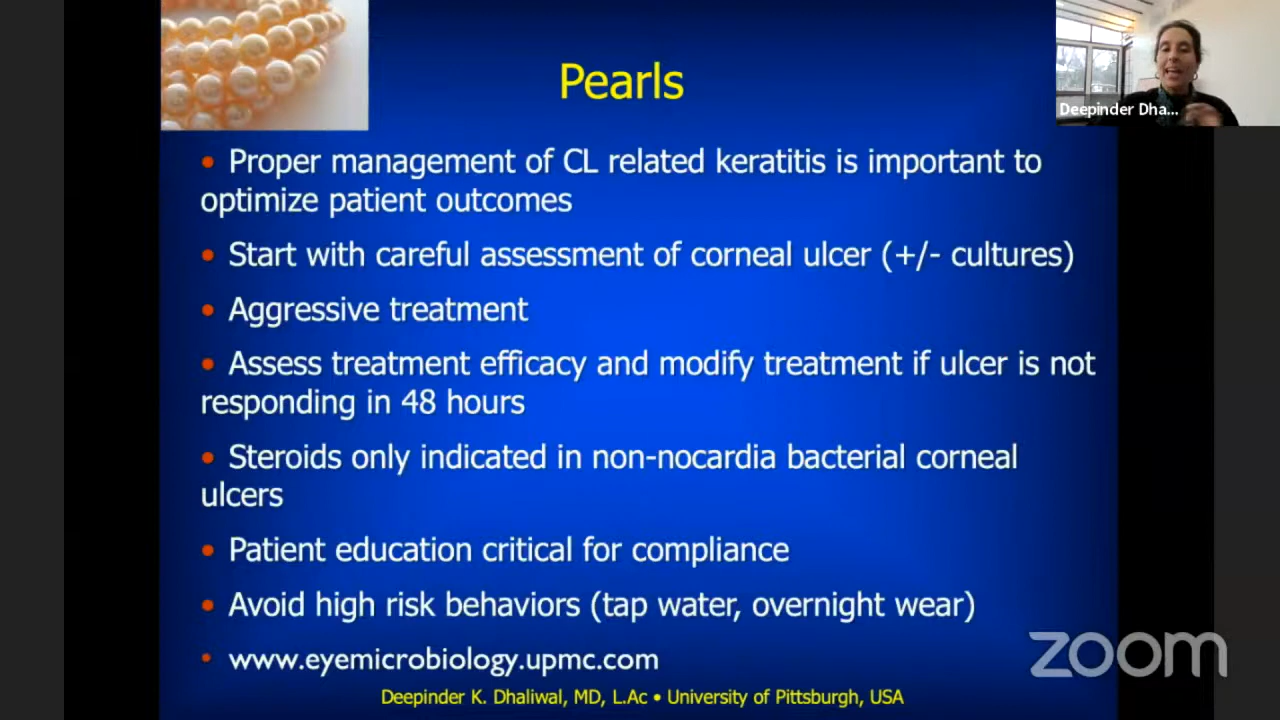 Pearls
Deepinder Dha...
• Proper management of CL related keratitis is important to
optimize patient outcomes
• Start with careful assessment of corneal ulcer (+/- cultures)
• Aggressive treatment
• Assess treatment efficacy and modify treatment if ulcer is not
responding in 48 hours
• Steroids only indicated in non-nocardia bacterial corneal
ulcers
• Patient education critical for compliance
• Avoid high risk behaviors (tap water, overnight wear)
• www.eyemicrobiology.upmc.com
zoom
Deepinder K. Dhaliwal, MD, L.Ac • University of Pittsburgh, USA